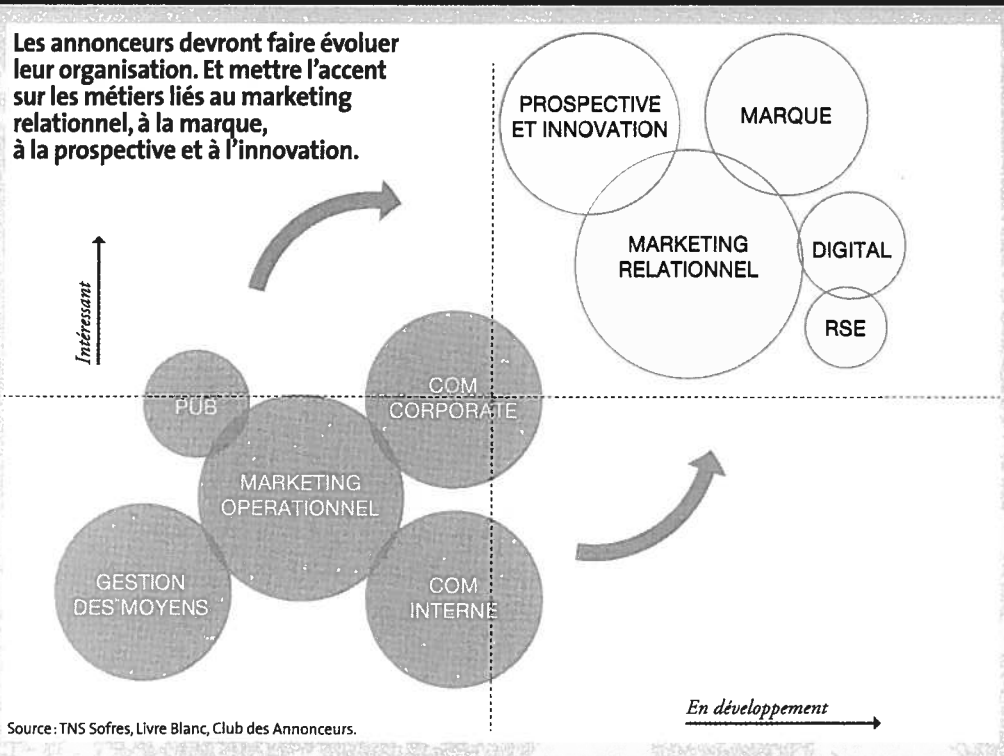 Les annonceurs devront faire évoluer
leur organisation. Et mettre l'accent
sur les métiers liés au marketing
relationnel, à la marque,
à la prospective et à l'innovation.
PROSPECTIVE
ET INNOVATION
MARQUE
MARKETING
RELATIONNEL
DIGITAL
RSE
Intéressant
PUB
COM
CORPORATE
MARKETING
OPERATIONNEL
GESTION
DES MOYENS
COM
INTERNE
En développement
Source : TNS Sofres, Livre Blanc, Club des Annonceurs.